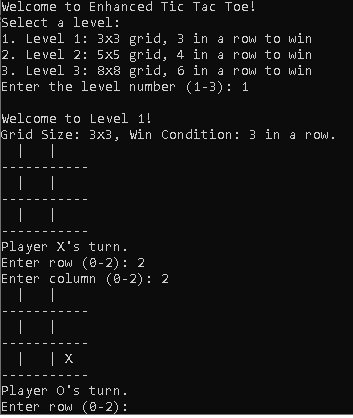 Welcome to Enhanced Tic Tac Toe!
Select a level:
1. Level 1: 3x3 grid, 3 in a row to win
2. Level 2: 5x5 grid, 4 in a row to win
3. Level 3: 8x8 grid, 6 in a row to win
Enter the level number (1-3): 1

Welcome to Level 1!
Grid Size: 3x3, Win Condition: 3 in a row.
  |   |
-----------
  |   |
-----------
  |   |
-----------
Player X's turn.
Enter row (0-2): 2
Enter column (0-2): 2
  |   |
-----------
  |   |
-----------
  |   | X
-----------
Player O's turn.
Enter row (0-2):